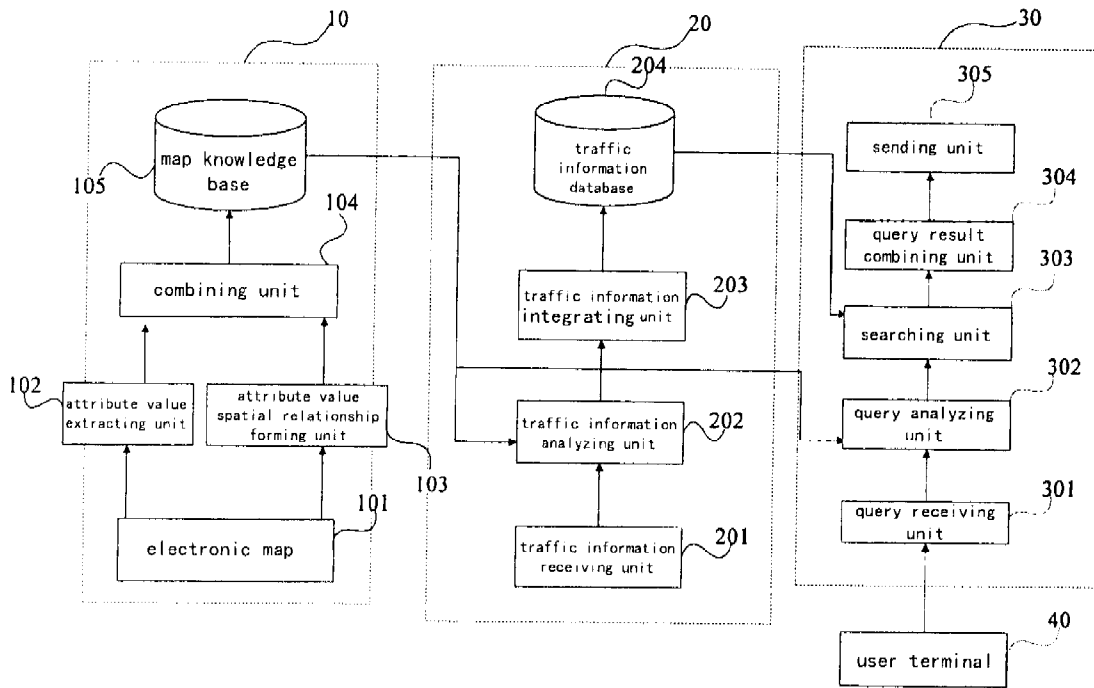 10
20
30
204
305
map knowledge
base
105
traffic
information
database
sending unit
304
104
query result
combining unit
combining unit
203
303
traffic information
integrating unit
searching unit
302
102
attribute value
extracting unit
attribute value
spatial relationship
forming unit
traffic information
analyzing unit
202
query analyzing
unit
103
301
101
electronic map
traffic information
receiving unit
201
query receiving
unit
40
user terminal